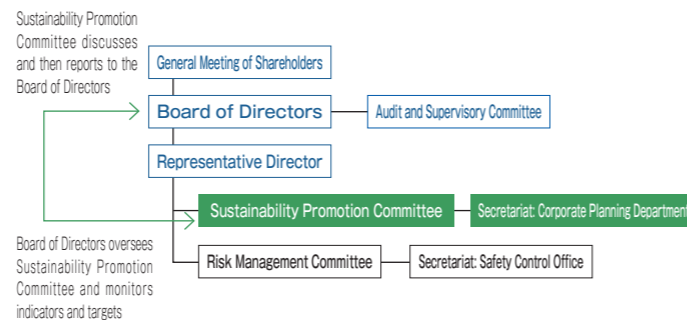 Sustainability Promotion
Committee discusses
and then reports to the
Board of Directors
General Meeting of Shareholders
Board of Directors
Audit and Supervisory Committee
Representative Director
Sustainability Promotion Committee
Secretariat: Corporate Planning Department
Risk Management Committee
Secretariat: Safety Control Office
Board of Directors oversees
Sustainability Promotion
Committee and monitors
indicators and targets